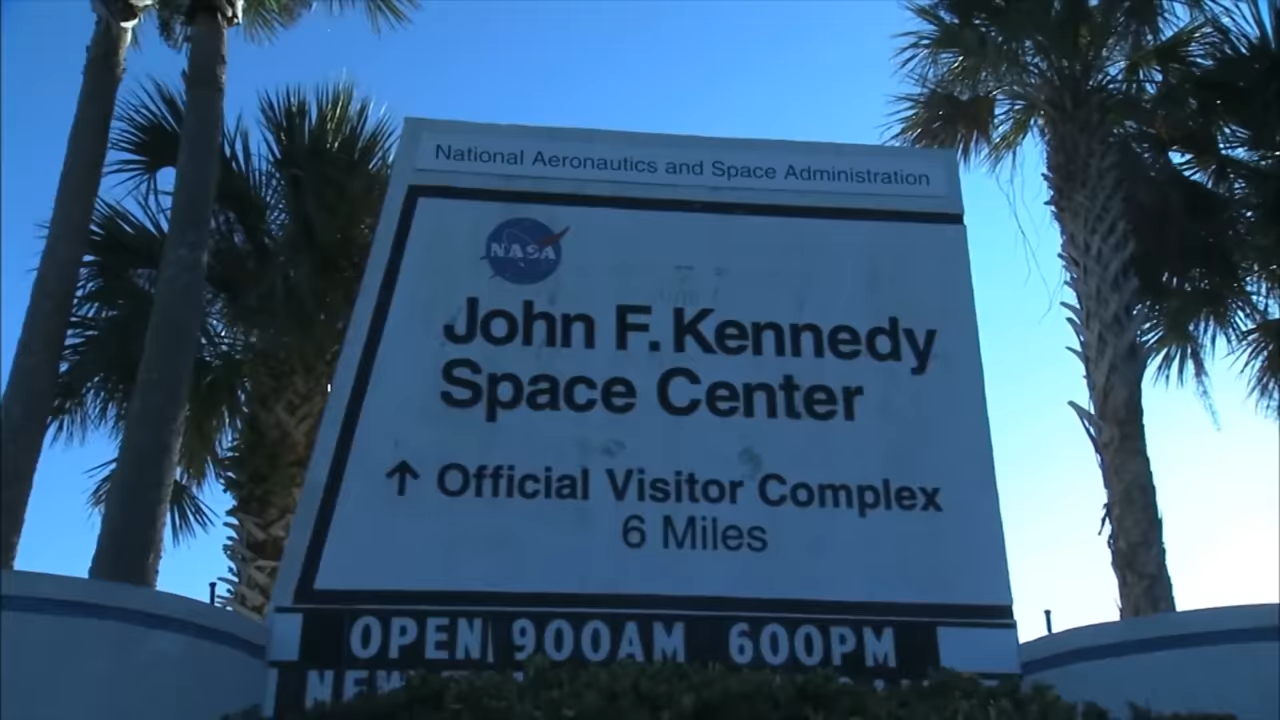 National Aeronautics and Space Administration
NASA
John F. Kennedy
Space Center
↑ Official Visitor Complex
6 Miles
OPEN 900AM 600PM